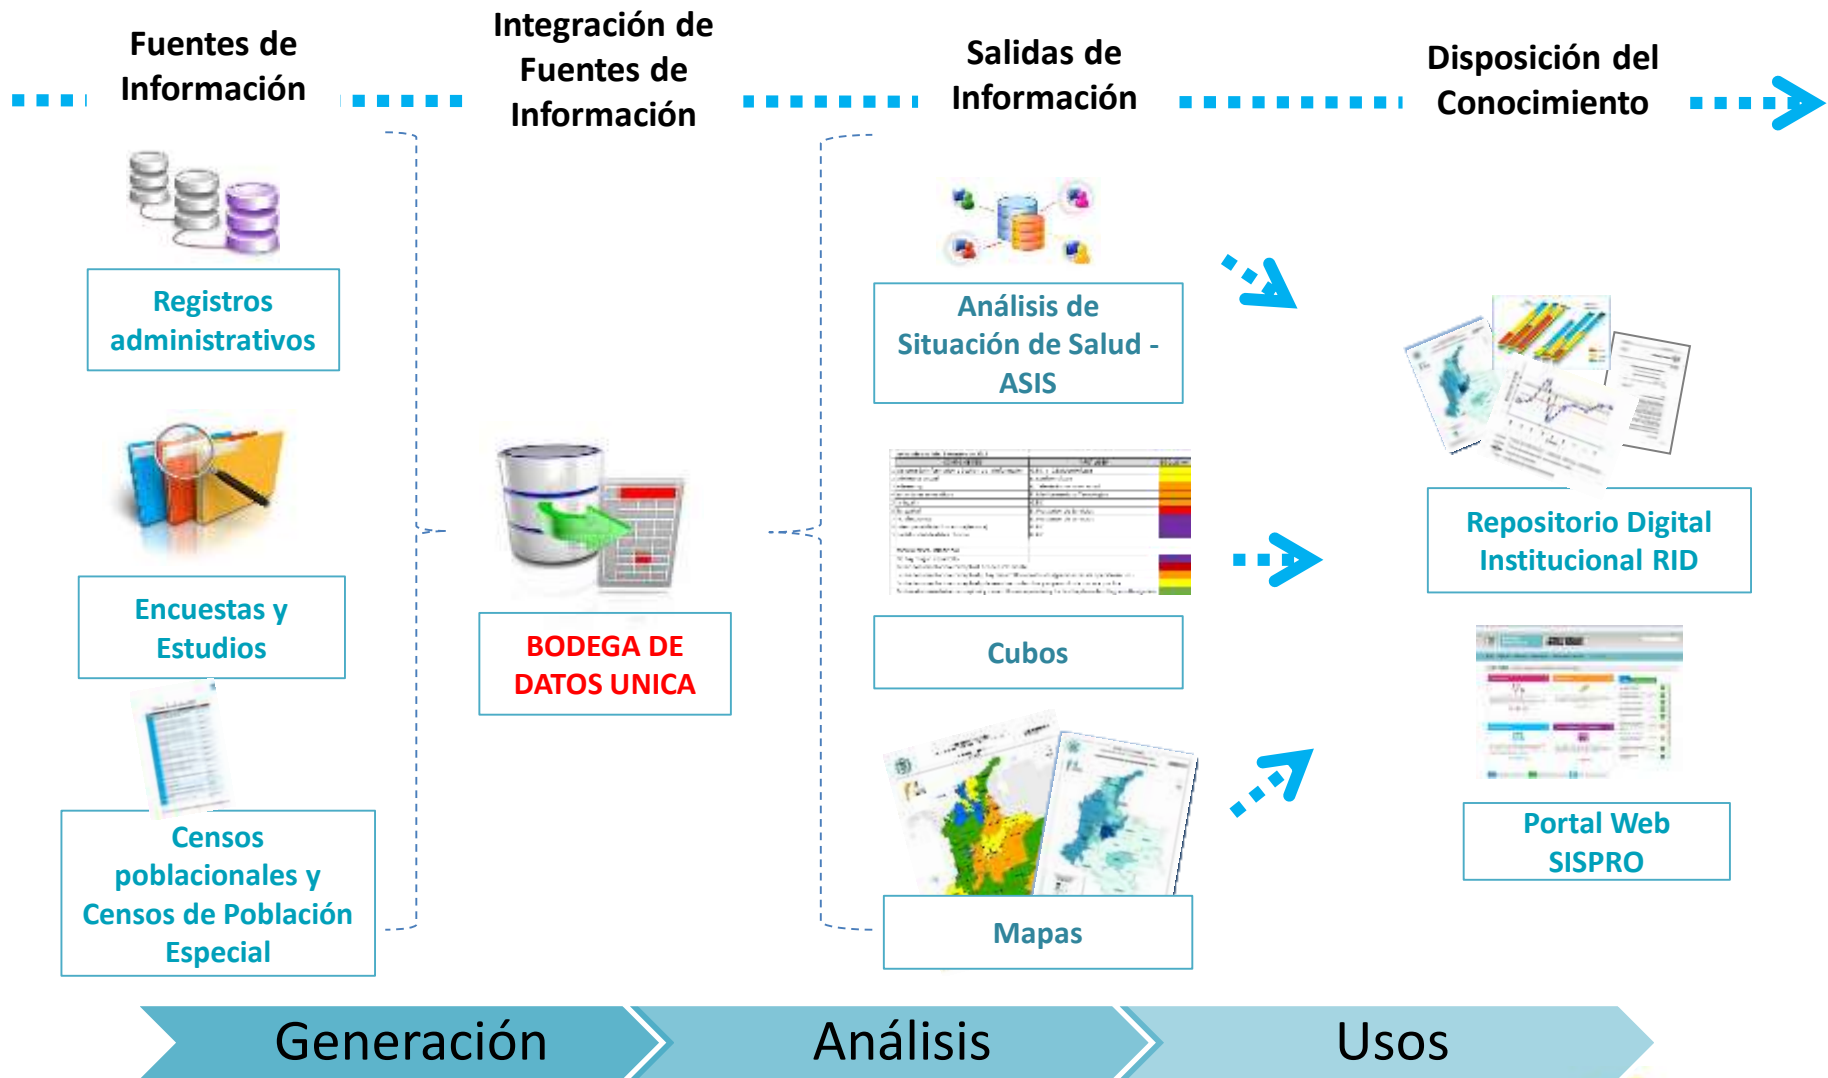 Fuentes de
Información
Integración de
Fuentes de
Información
Salidas de
Información
Disposición del
Conocimiento
Registros
administrativos
Encuestas y
Estudios
Censos
poblacionales y
Censos de Población
Especial
BODEGA DE
DATOS UNICA
Análisis de
Situación de Salud -
ASIS
Cubos
Mapas
Repositorio Digital
Institucional RID
Portal Web
SISPRO
Generación
Análisis
Usos